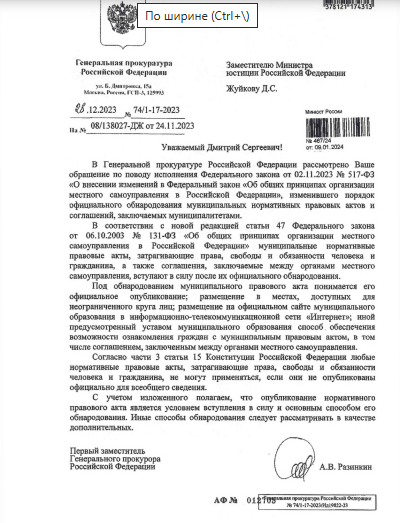 По ширине (Ctrl+\)
378121174313
Генеральная прокуратура
Российской Федерации
ул. Б. Дмитровка, 15а
Москва, Россия, ГСП-3, 125993
Заместителю Министра
юстиции Российской Федерации
Жуйкову Д.С.
28.12.2023 № 74/1-17-2023
На № 08/138027-ДЖ от 24.11.2023
Минюст России
№ 467/24
от: 09.01.2024
Уважаемый Дмитрий Сергеевич!
В Генеральной прокуратуре Российской Федерации рассмотрено Ваше
обращение по поводу исполнения Федерального закона от 02.11.2023 № 517-ФЗ
«О внесении изменений в Федеральный закон «Об общих принципах организации
местного самоуправления в Российской Федерации», изменившего порядок
официального обнародования муниципальных нормативных правовых актов и
соглашений, заключаемых муниципалитетами.
В соответствии с новой редакцией статьи 47 Федерального закона
от 06.10.2003 № 131-ФЗ «Об общих принципах организации местного
самоуправления в Российской Федерации» муниципальные нормативные
правовые акты, затрагивающие права, свободы и обязанности человека и
гражданина, а также соглашения, заключаемые между органами местного
самоуправления, вступают в силу после их официального обнародования.
Под обнародованием муниципального правового акта понимается его
официальное опубликование; размещение в местах, доступных для
неограниченного круга лиц; размещение на официальном сайте муниципального
образования в информационно-телекоммуникационной сети «Интернет»; иной
предусмотренный уставом муниципального образования способ обеспечения
возможности ознакомления граждан с муниципальным правовым актом, в том
числе соглашением, заключенным между органами местного самоуправления.
Согласно части 3 статьи 15 Конституции Российской Федерации любые
нормативные правовые акты, затрагивающие права, свободы и обязанности
человека и гражданина, не могут применяться, если они не опубликованы
официально для всеобщего сведения.
С учетом изложенного полагаем, что опубликование нормативного
правового акта является условием вступления в силу и основным способом его
обнародования. Иные способы обнародования следует рассматривать в качестве
дополнительных.
Первый заместитель
Генерального прокурора
Российской Федерации
А.В. Разинкин
АФ № 012703
Генеральная прокуратура Российской Федерации
№ 74/1-17-2023/Нд19822-23